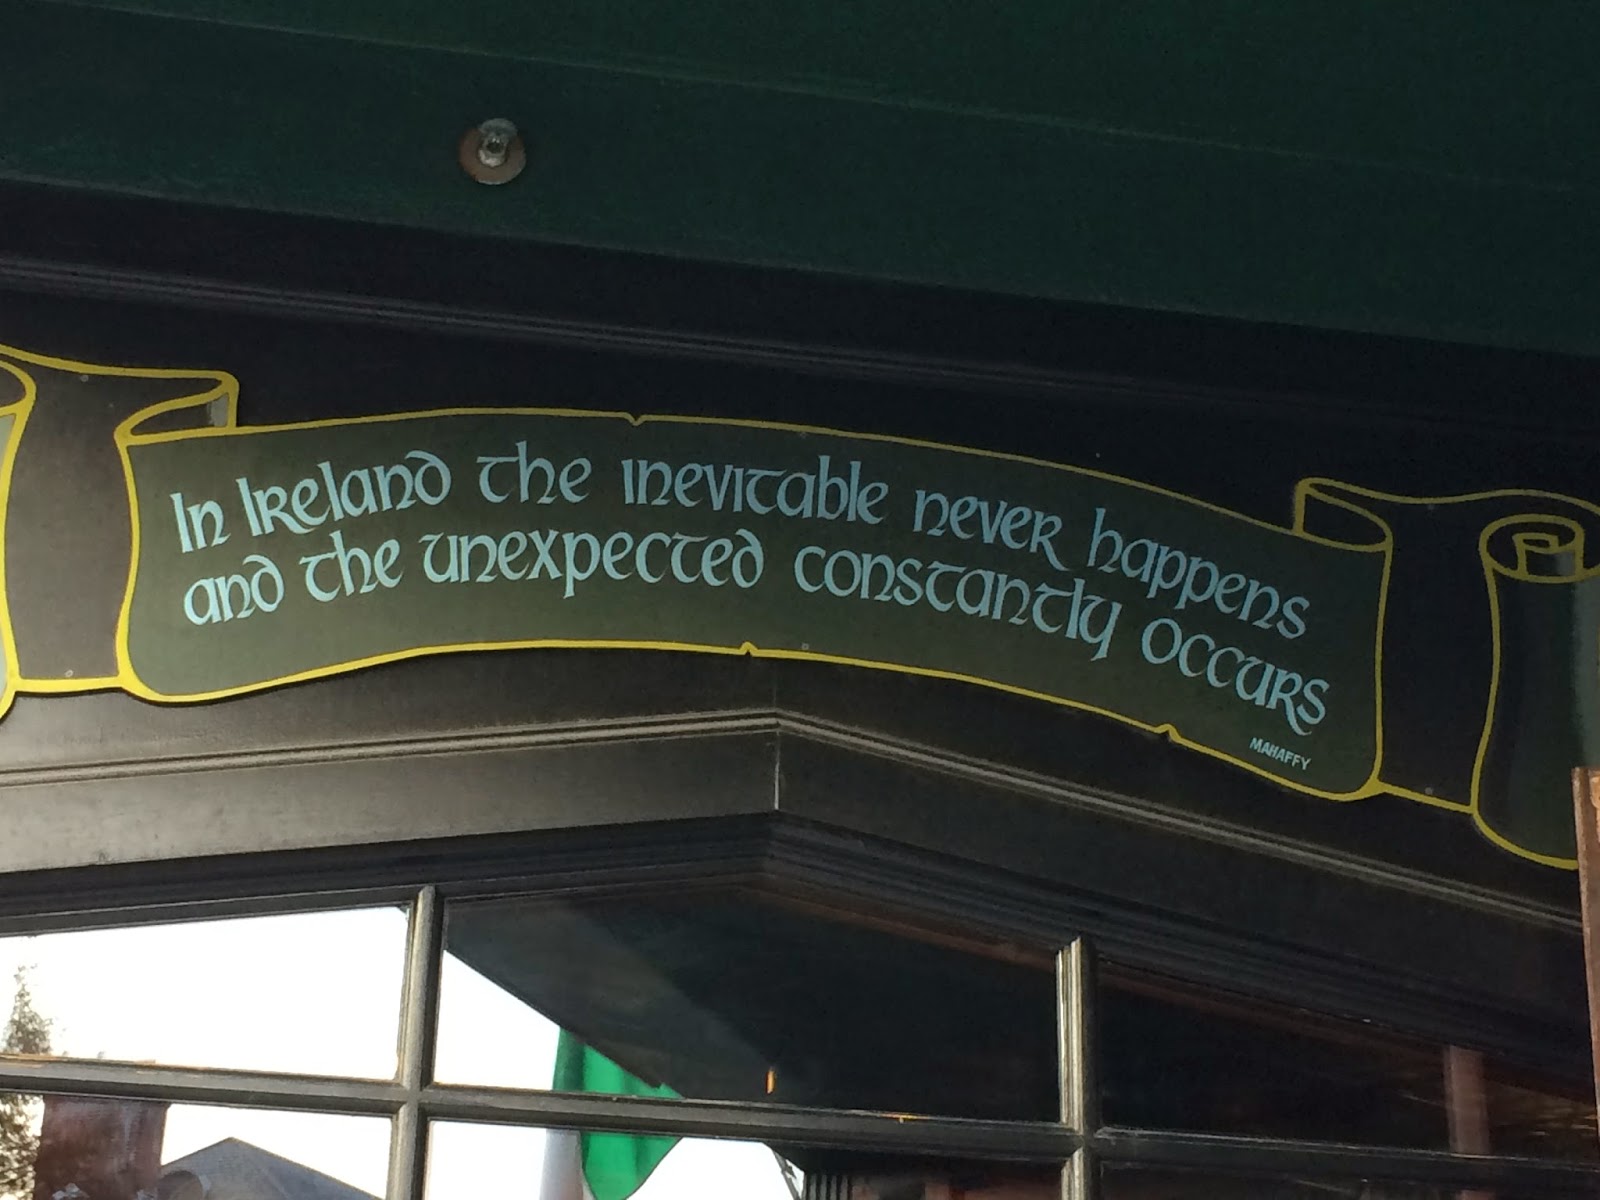 In Ireland the inevitable never happens
and the unexpected constantly occurs
MAHAFFY